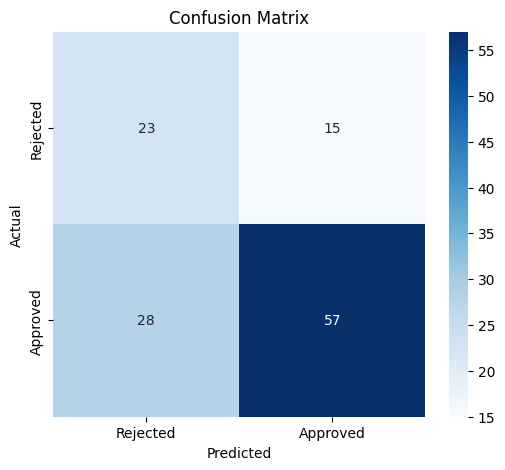 Confusion Matrix
Rejected
Approved
Actual
23 15
28 57
Rejected Approved
Predicted
55
50
45
40
35
30
25
20
15